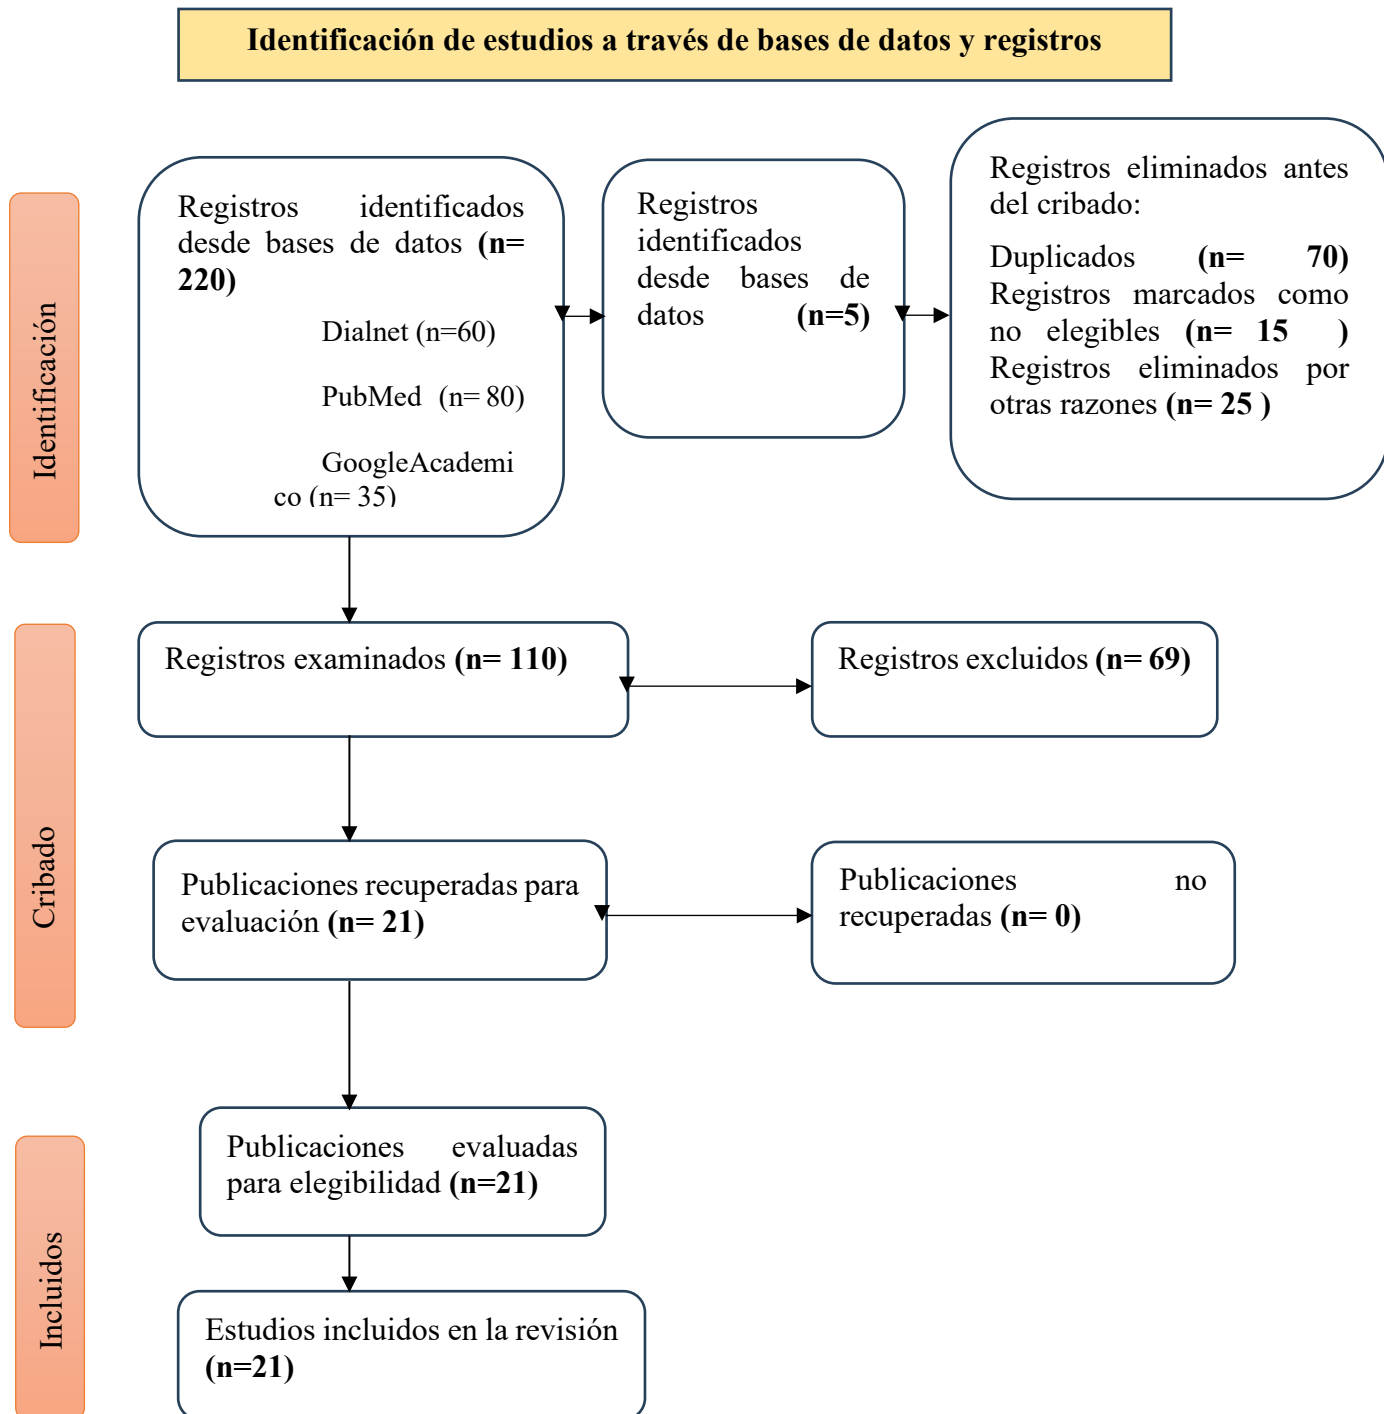 Identificación de estudios a través de bases de datos y registros
Identificación
Registros identificados
desde bases de datos (n=
220)
Dialnet (n=60)
PubMed (n= 80)
GoogleAcademi
co (n= 35)
Registros
identificados
desde bases de
datos (n=5)
Registros eliminados antes
del cribado:
Duplicados (n= 70)
Registros marcados como
no elegibles (n= 15 )
Registros eliminados por
otras razones (n= 25 )
Cribado
Registros examinados (n= 110)
Registros excluidos (n= 69)
Publicaciones recuperadas para
evaluación (n= 21)
Publicaciones no
recuperadas (n= 0)
Incluidos
Publicaciones evaluadas
para elegibilidad (n=21)
Estudios incluidos en la revisión
(n=21)